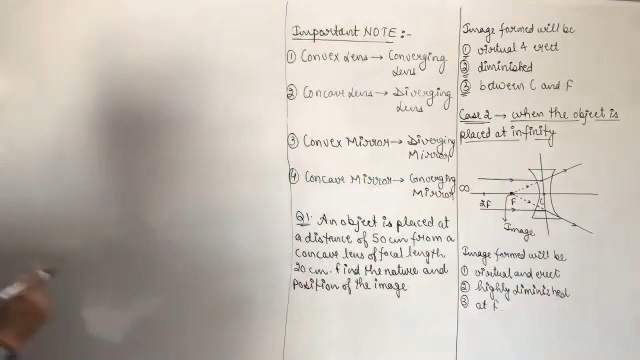 Important NOTE :-
① Convex Lens → Converging
Lens
② Concave Lens → Diverging
Lens
③ Convex Mirror → Diverging
Mirror
④ Concave Mirror → Converging
Mirror
Q1. An object is placed at
a distance of 50cm from a
concave lens of focal length
20cm. Find the nature and
position of the image
Image formed will be
① virtual & erect
② diminished
③ between C and F
Case 2 → when the object is
placed at infinity
∞
2F
F
C
Image
Image formed will be
① virtual and erect
② highly diminished
③ at F